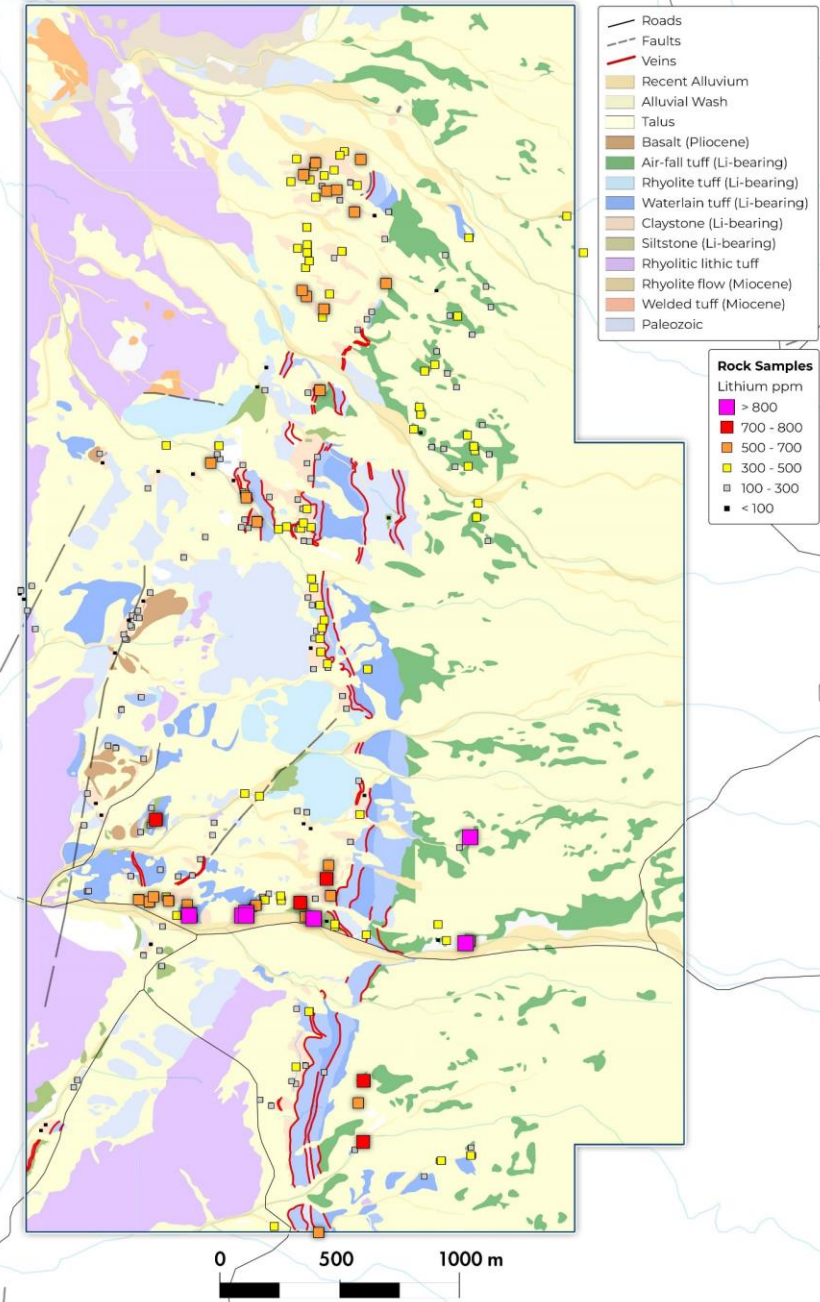 Roads
Faults
Veins
Recent Alluvium
Alluvial Wash
Talus
Basalt (Pliocene)
Air-fall tuff (Li-bearing)
Rhyolite tuff (Li-bearing)
Waterlain tuff (Li-bearing)
Claystone (Li-bearing)
Siltstone (Li-bearing)
Rhyolitic lithic tuff
Rhyolite flow (Miocene)
Welded tuff (Miocene)
Paleozoic
Rock Samples
Lithium ppm
> 800
700 - 800
500 - 700
300 - 500
100 - 300
< 100
0 500 1000 m